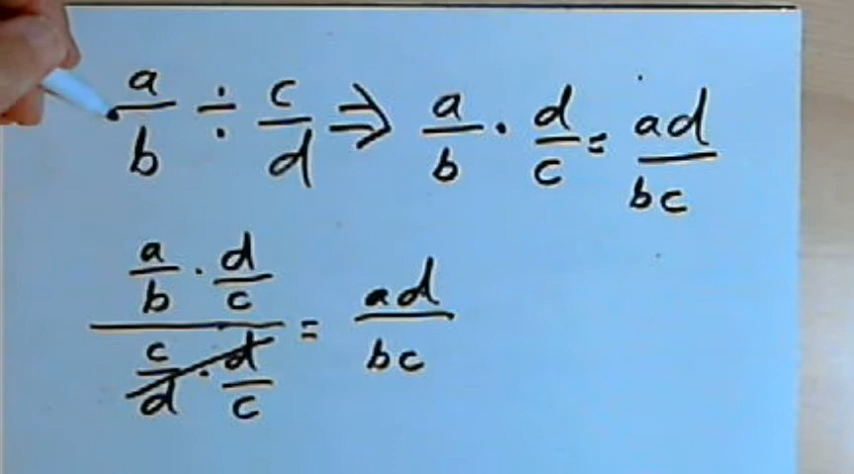 a/b ÷ c/d ⇒ a/b · d/c = ad/bc
(a/b · d/c)/(c/d · d/c) = ad/bc